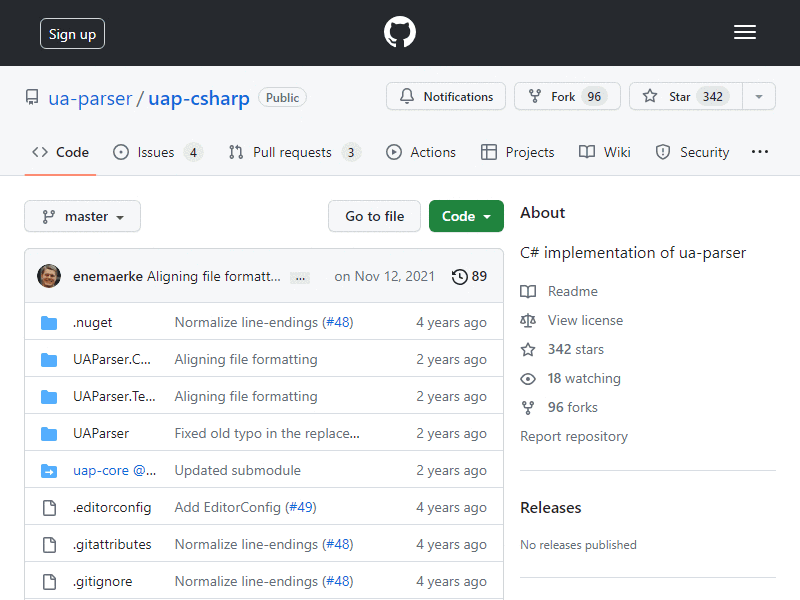 Sign up
ua-parser / uap-csharp Public
Notifications Fork 96 Star 342
Code Issues 4 Pull requests 3 Actions Projects Wiki Security ...
master Go to file Code
enemaerke Aligning file formatt... ... on Nov 12, 2021 89
.nuget Normalize line-endings (#48) 4 years ago
UAParser.C... Aligning file formatting 2 years ago
UAParser.Te... Aligning file formatting 2 years ago
UAParser Fixed old typo in the replace... 2 years ago
uap-core @... Updated submodule 2 years ago
.editorconfig Add EditorConfig (#49) 4 years ago
.gitattributes Normalize line-endings (#48) 4 years ago
.gitignore Normalize line-endings (#48) 4 years ago
About
C# implementation of ua-parser
Readme
View license
342 stars
18 watching
96 forks
Report repository
Releases
No releases published